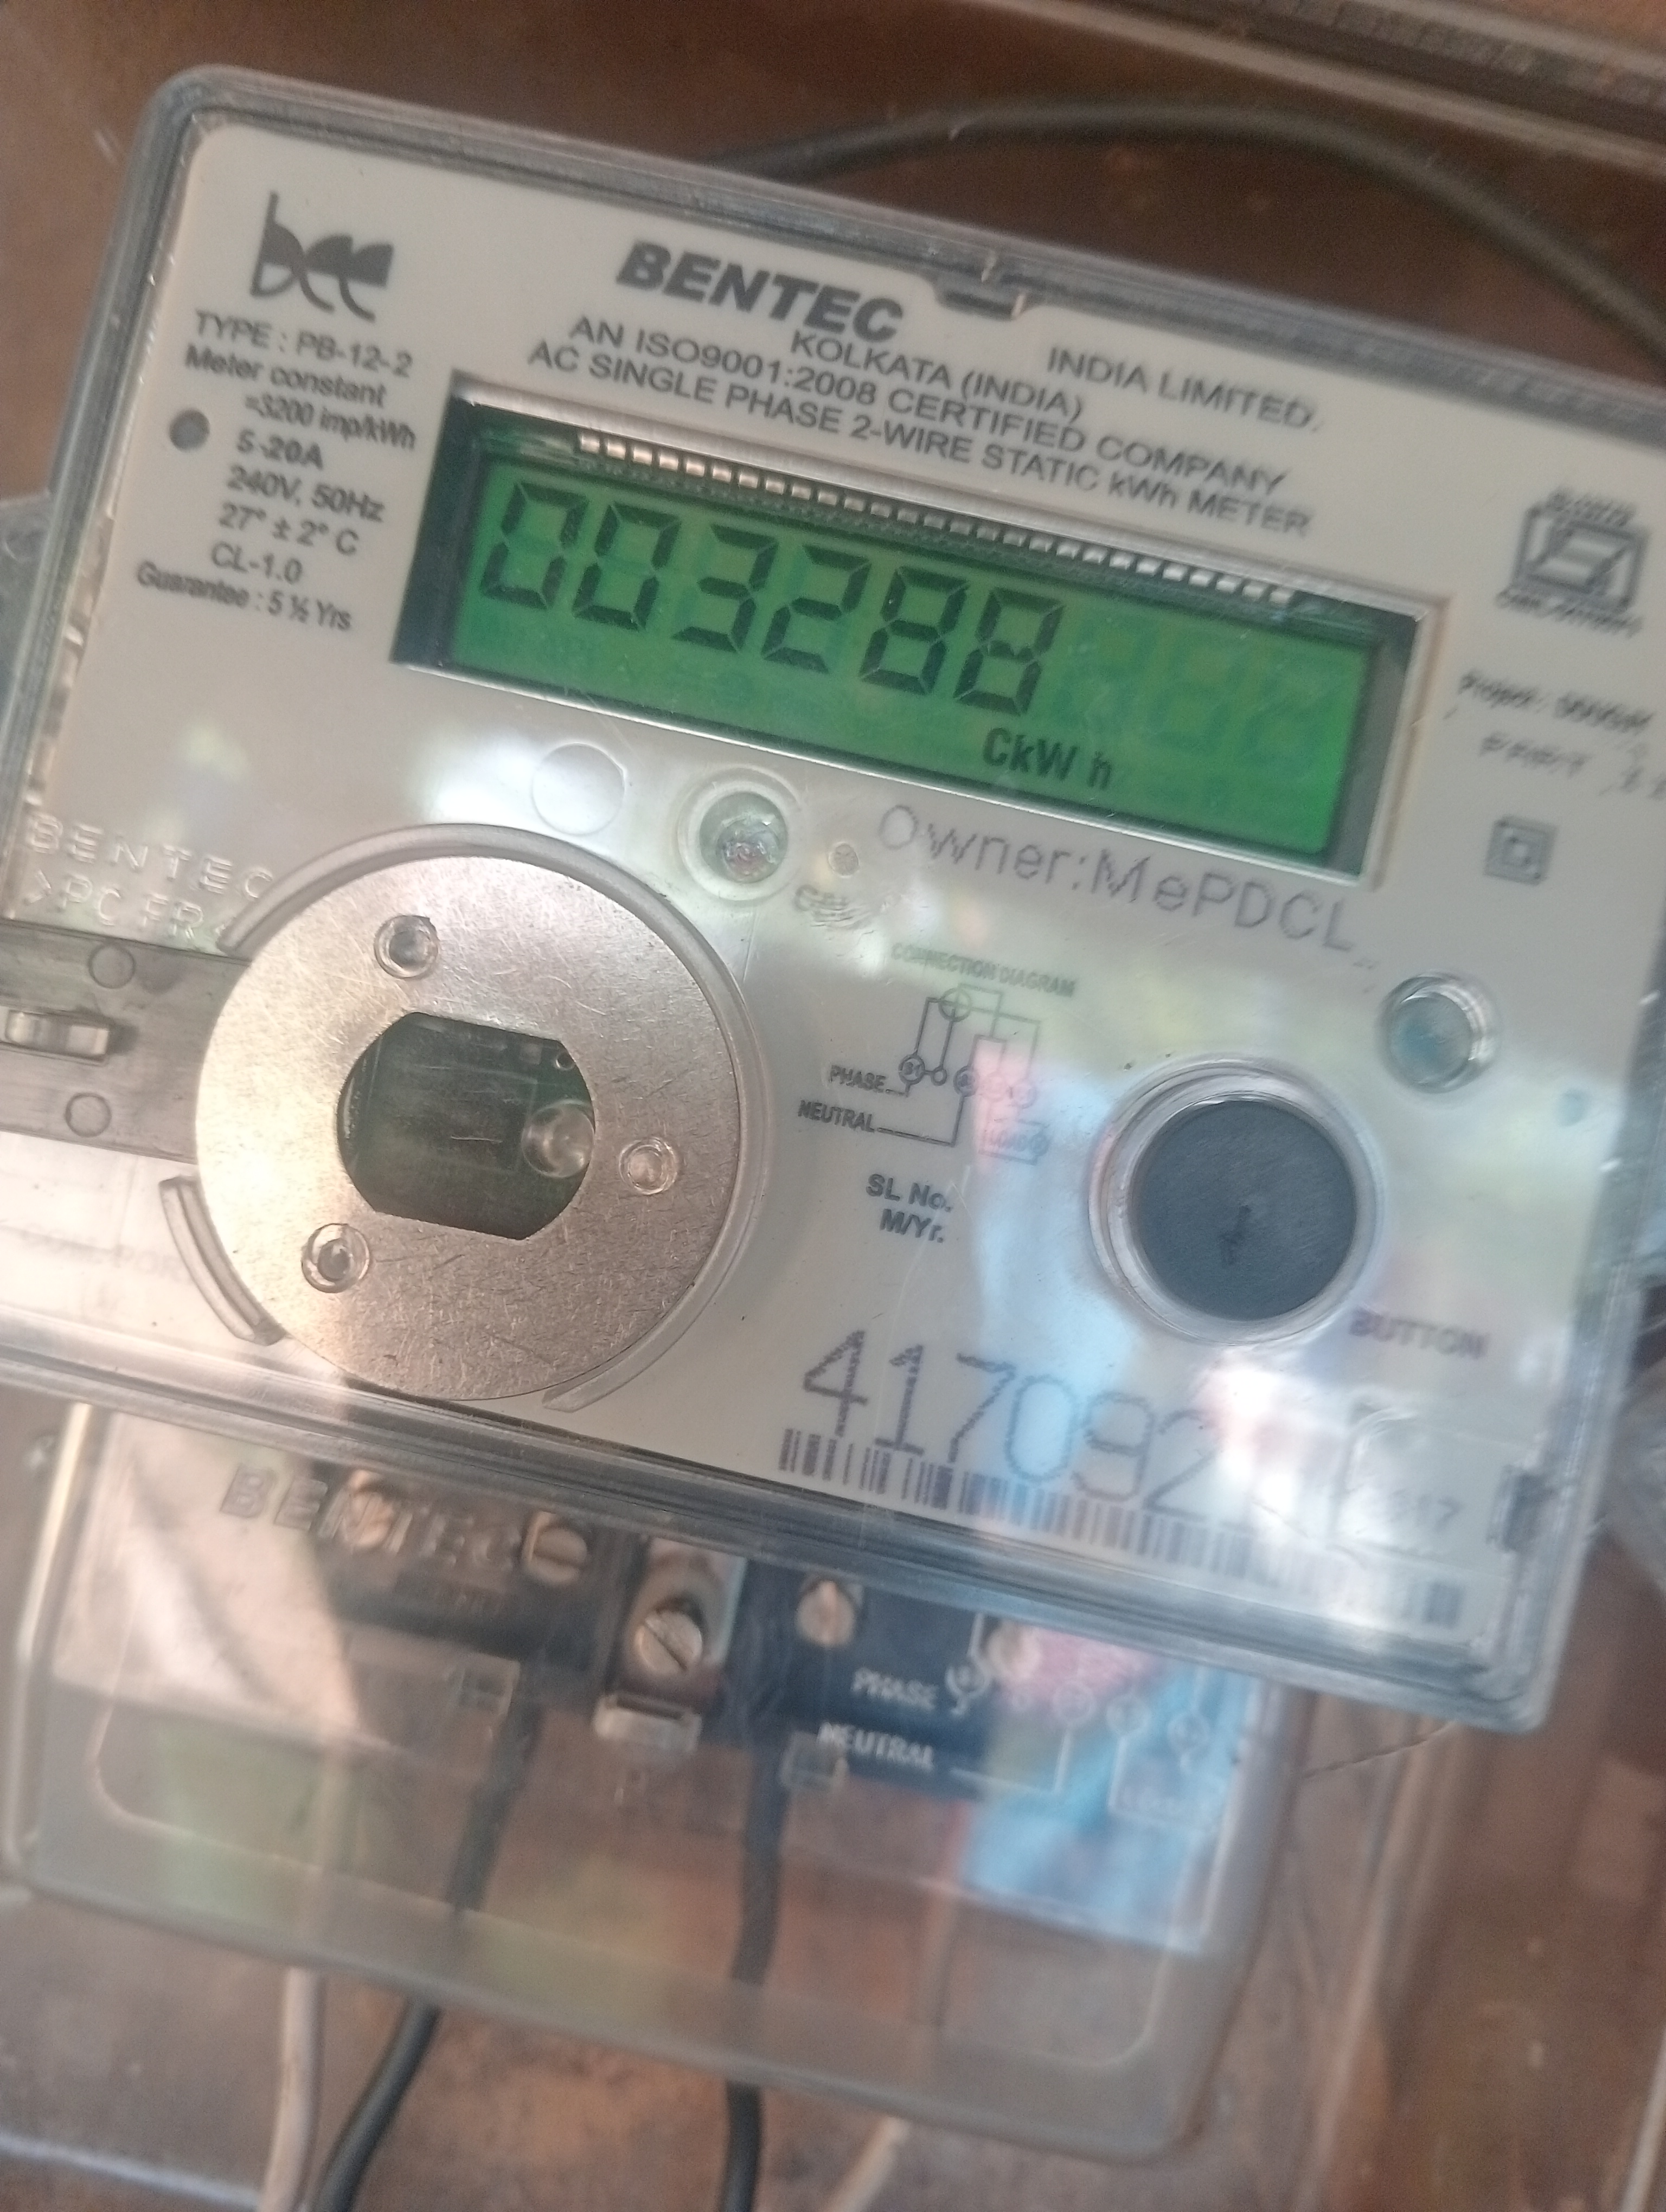 BENTEC INDIA LIMITED.
KOLKATA (INDIA)
AN ISO9001:2008 CERTIFIED COMPANY
AC SINGLE PHASE 2-WIRE STATIC kWh METER
TYPE : PB-12-2
Meter constant
=3200 imp/kWh
5-20A
240V, 50Hz
27° ± 2° C
CL-1.0
Guarantee : 5 ½ Yrs
003288
CkW h
Owner:MePDCL
BENTEC
CONNECTION DIAGRAM
PHASE
NEUTRAL
SL No.
M/Yr.
BUTTON
417092
BENTEC
PHASE
NEUTRAL